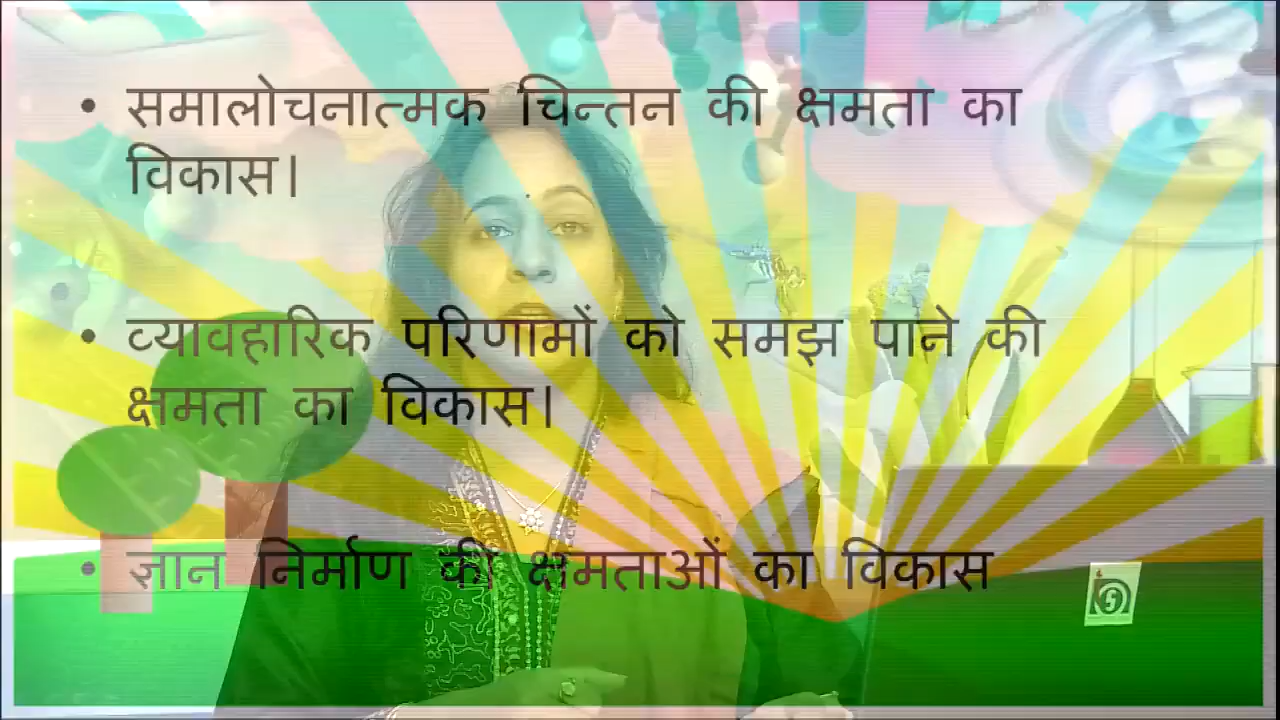 • समालोचनात्मक चिन्तन की क्षमता का
विकास।
• व्यावहारिक परिणामों को समझ पाने की
क्षमता का विकास।
• ज्ञान निर्माण की क्षमताओं का विकास